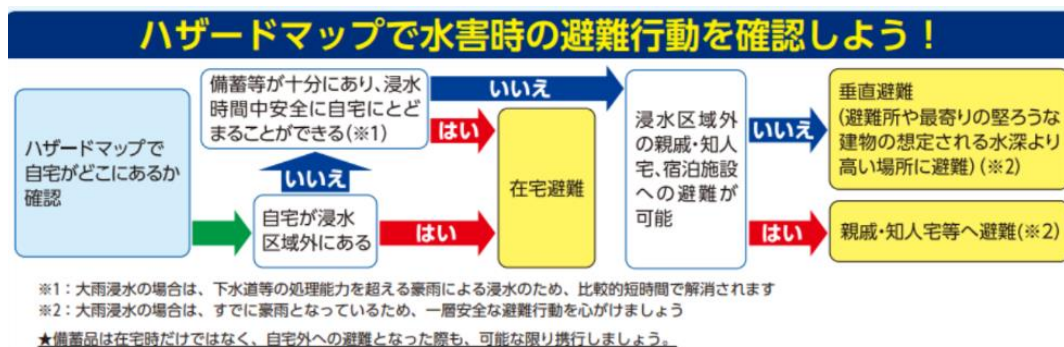 ハザードマップで水害時の避難行動を確認しよう！
ハザードマップで
自宅がどこにあるか
確認
備蓄等が十分にあり、浸水
時間中安全に自宅にとど
まることができる(※1)
いいえ
はい
いいえ
自宅が浸水
区域外にある
はい
在宅避難
浸水区域外
の親戚・知人
宅、宿泊施設
への避難が
可能
いいえ
はい
垂直避難
(避難所や最寄りの堅ろうな
建物の想定される水深より
高い場所に避難)(※2)
親戚・知人宅等へ避難(※2)
※1：大雨浸水の場合は、下水道等の処理能力を超える豪雨による浸水のため、比較的短時間で解消されます
※2：大雨浸水の場合は、すでに豪雨となっているため、一層安全な避難行動を心がけましょう
★備蓄品は在宅時だけではなく、自宅外への避難となった際も、可能な限り携行しましょう。